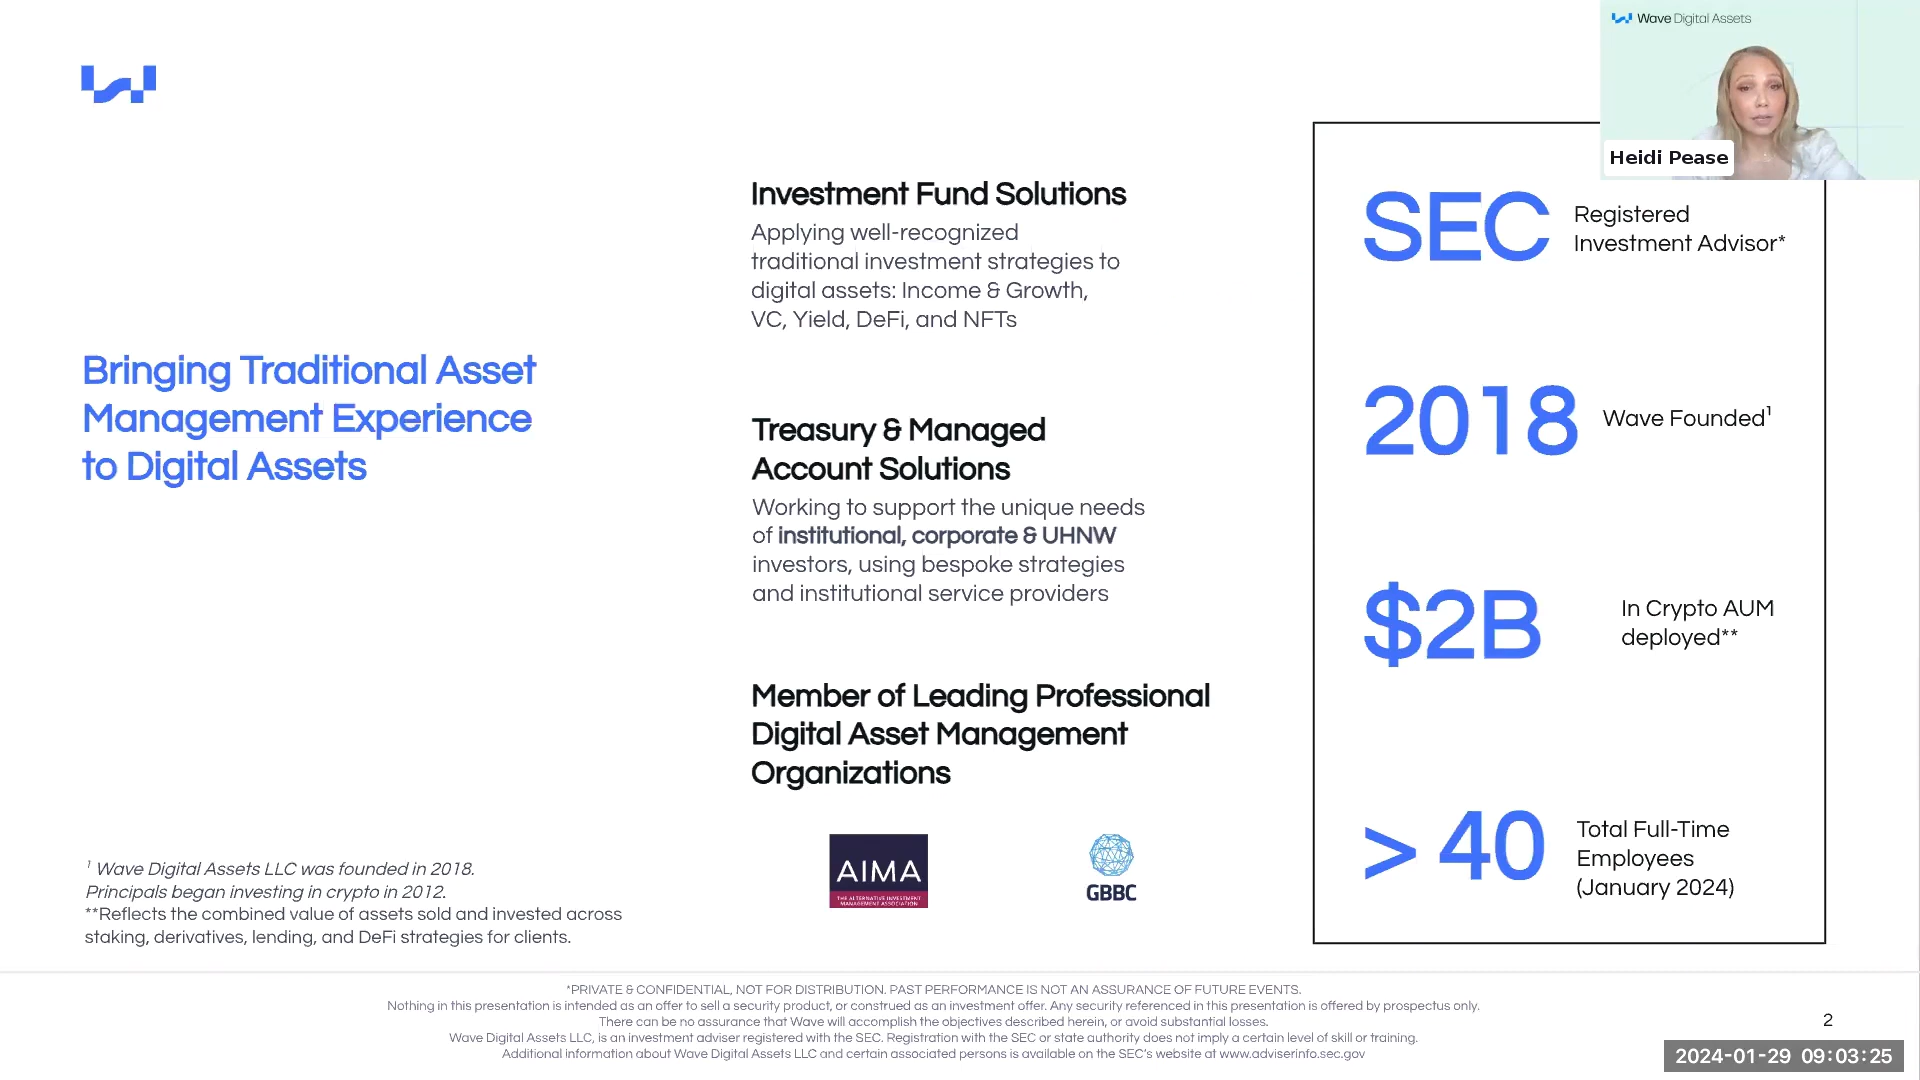 Wave Digital Assets
Heidi Pease
Bringing Traditional Asset
Management Experience
to Digital Assets
¹ Wave Digital Assets LLC was founded in 2018.
Principals began investing in crypto in 2012.
**Reflects the combined value of assets sold and invested across
staking, derivatives, lending, and DeFi strategies for clients.
Investment Fund Solutions
Applying well-recognized
traditional investment strategies to
digital assets: Income & Growth,
VC, Yield, DeFi, and NFTs
Treasury & Managed
Account Solutions
Working to support the unique needs
of institutional, corporate & UHNW
investors, using bespoke strategies
and institutional service providers
Member of Leading Professional
Digital Asset Management
Organizations
AIMA
THE ALTERNATIVE INVESTMENT
MANAGEMENT ASSOCIATION
GBBC
SEC
Registered
Investment Advisor*
2018
Wave Founded¹
$2B
In Crypto AUM
deployed**
> 40
Total Full-Time
Employees
(January 2024)
*PRIVATE & CONFIDENTIAL, NOT FOR DISTRIBUTION. PAST PERFORMANCE IS NOT AN ASSURANCE OF FUTURE EVENTS.
Nothing in this presentation is intended as an offer to sell a security product, or construed as an investment offer. Any security referenced in this presentation is offered by prospectus only.
There can be no assurance that Wave will accomplish the objectives described herein, or avoid substantial losses.
Wave Digital Assets LLC, is an investment adviser registered with the SEC. Registration with the SEC or state authority does not imply a certain level of skill or training.
Additional information about Wave Digital Assets LLC and certain associated persons is available on the SEC's website at www.adviserinfo.sec.gov
2
2024-01-29 09:03:25